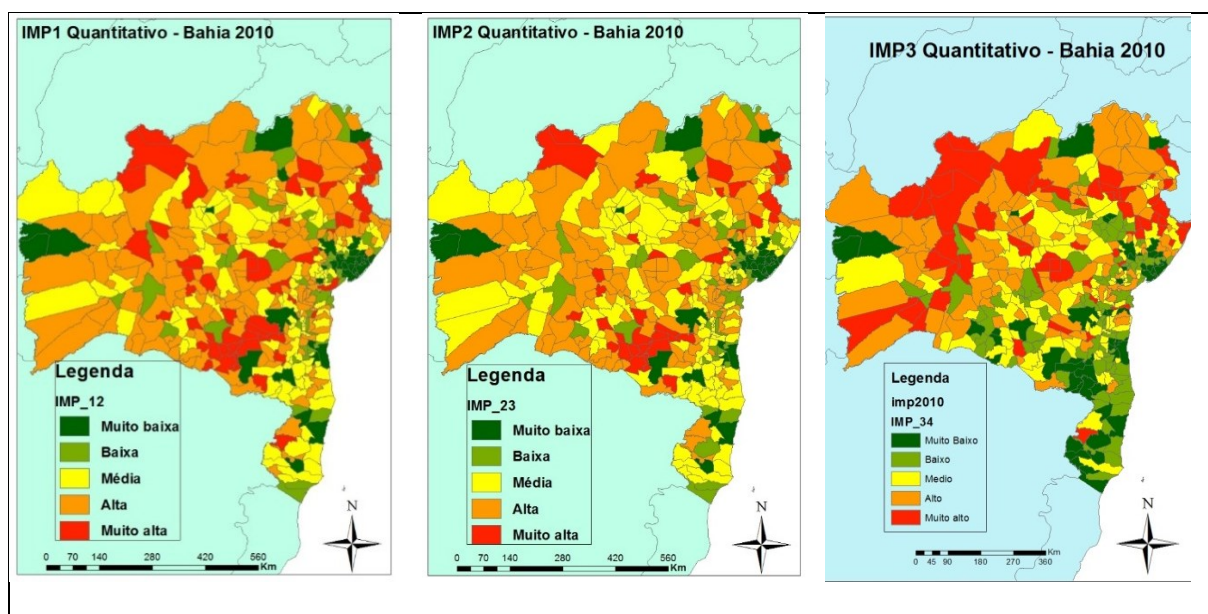 IMP1 Quantitativo - Bahia 2010
Legenda
IMP_12
Muito baixa
Baixa
Média
Alta
Muito alta
N
0 70 140 280 420 560
Km
IMP2 Quantitativo - Bahia 2010
Legenda
IMP_23
Muito baixa
Baixa
Média
Alta
Muito alta
N
0 70 140 280 420 560
Km
IMP3 Quantitativo - Bahia 2010
Legenda
imp2010
IMP_34
Muito Baixo
Baixo
Medio
Alto
Muito alto
N
0 45 90 180 270 360 Km